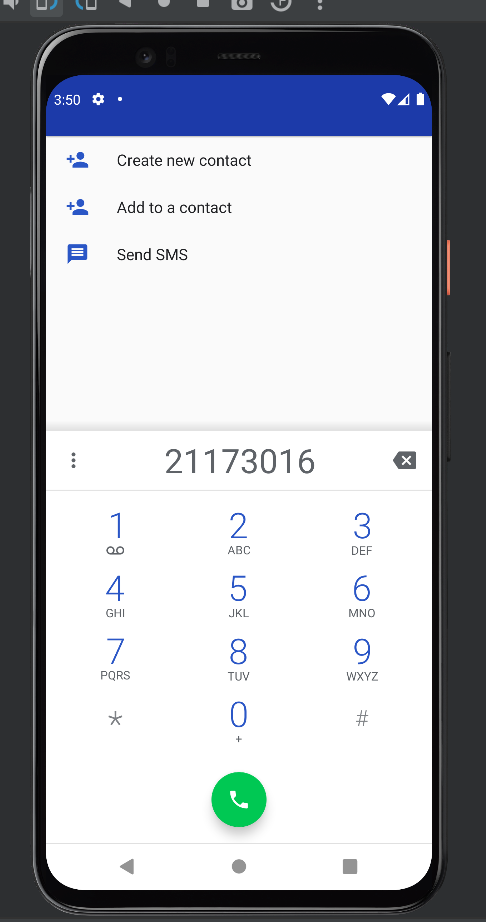 3:50
Create new contact
Add to a contact
Send SMS
21173016
1 2 3
ABC DEF
4 5 6
GHI JKL MNO
7 8 9
PQRS TUV WXYZ
* 0 #
+